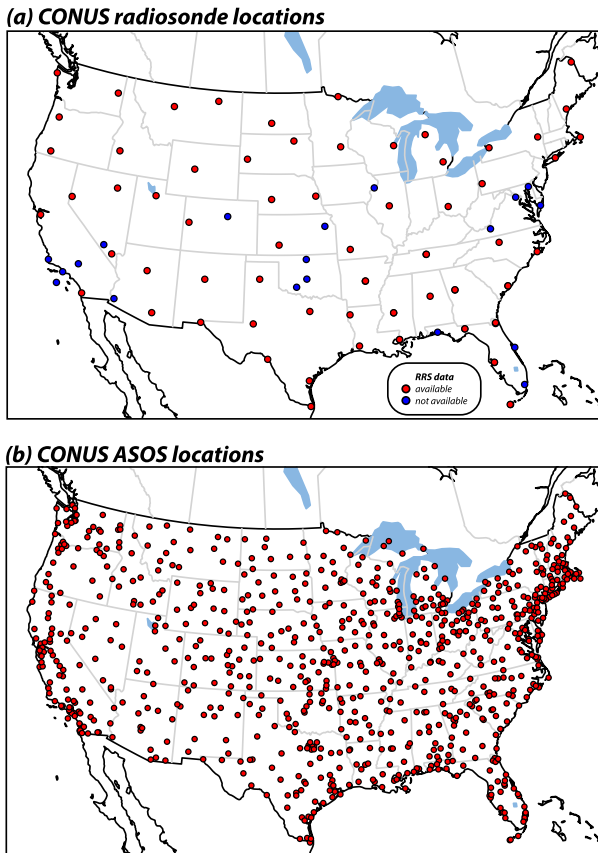 (a) CONUS radiosonde locations
RRS data
available
not available
(b) CONUS ASOS locations